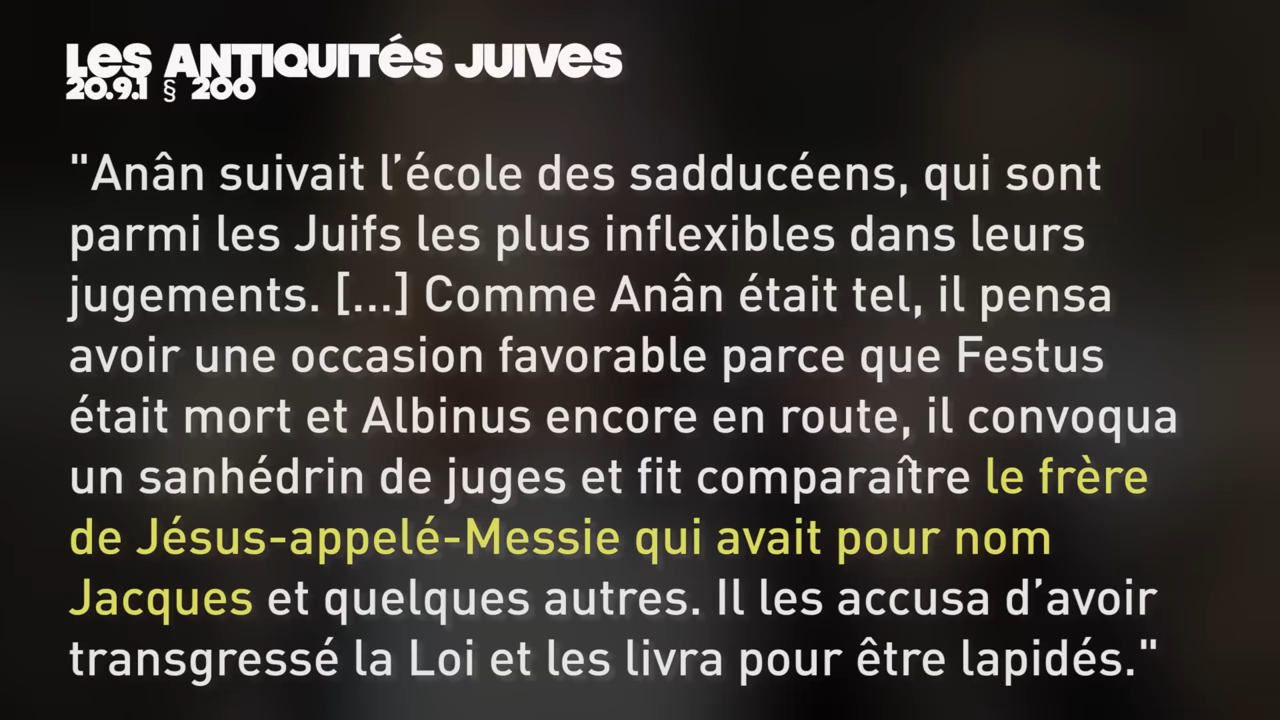 Les Antiquités Juives
20.9.1 § 200
"Anân suivait l’école des sadducéens, qui sont
parmi les Juifs les plus inflexibles dans leurs
jugements. [...] Comme Anân était tel, il pensa
avoir une occasion favorable parce que Festus
était mort et Albinus encore en route, il convoqua
un sanhédrin de juges et fit comparaître le frère
de Jésus-appelé-Messie qui avait pour nom
Jacques et quelques autres. Il les accusa d’avoir
transgressé la Loi et les livra pour être lapidés."